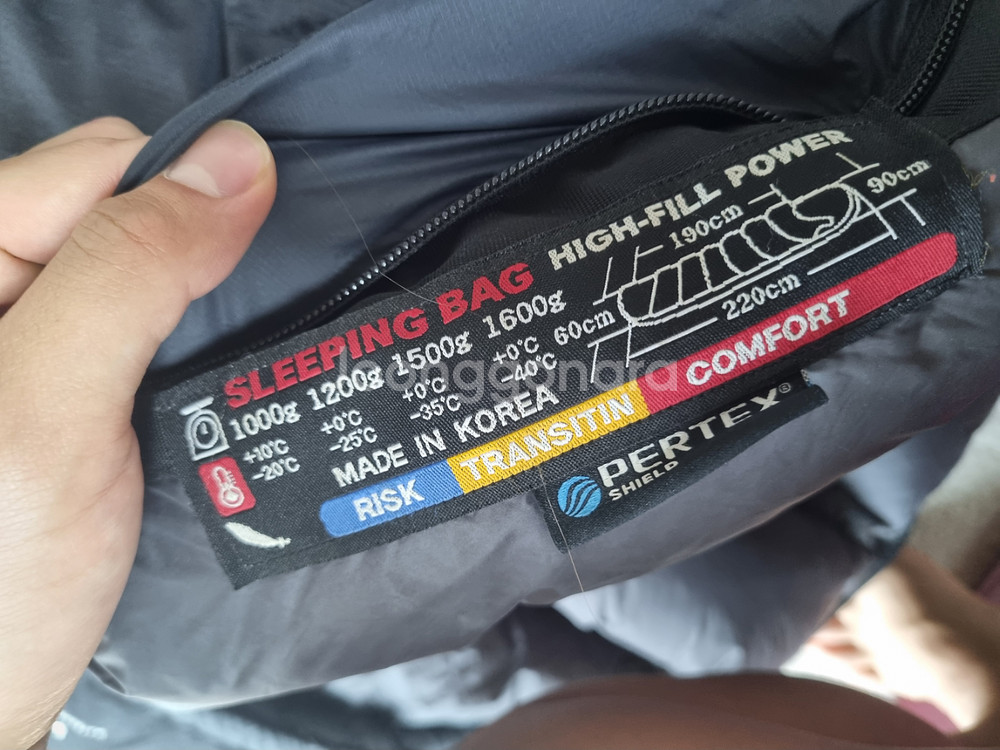 SLEEPING BAG HIGH-FILL POWER
1000g 1200g 1500g 1600g
+10℃ +0℃ +0℃ +0℃
-20℃ -25℃ -35℃ -40℃
MADE IN KOREA
190cm
90cm
60cm
220cm
RISK TRANSITIN COMFORT
PERTEX®
SHIELD
joonggonara